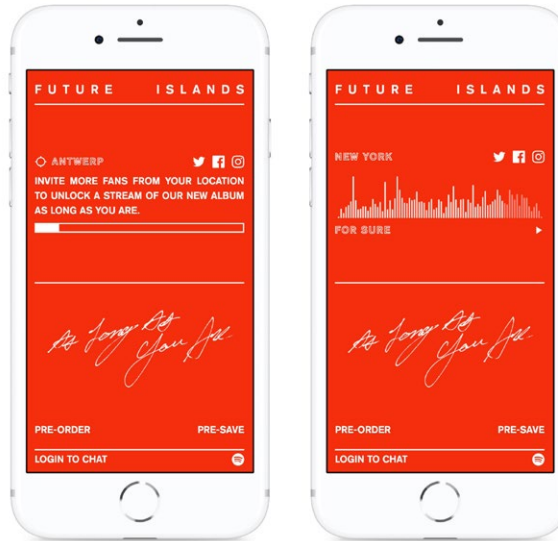 FUTURE ISLANDS
ANTWERP
INVITE MORE FANS FROM YOUR LOCATION
TO UNLOCK A STREAM OF OUR NEW ALBUM
AS LONG AS YOU ARE.
As Long As
You Are.
PRE-ORDER PRE-SAVE
LOGIN TO CHAT
FUTURE ISLANDS
NEW YORK
FOR SURE
As Long As
You Are.
PRE-ORDER PRE-SAVE
LOGIN TO CHAT